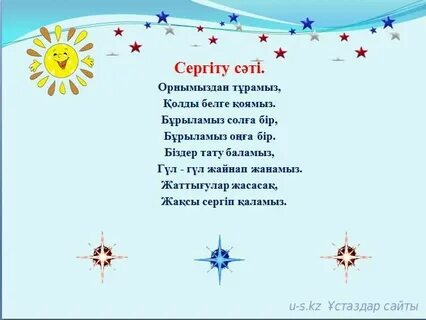 Сергіту сәті.
Орнымыздан тұрамыз,
Қолды белге қоямыз.
Бұрыламыз солға бір,
Бұрыламыз оңға бір.
Біздер тату баламыз,
Гүл - гүл жайнап жанамыз.
Жаттығулар жасасақ,
Жақсы сергіп қаламыз.
u-s.kz Ұстаздар сайты